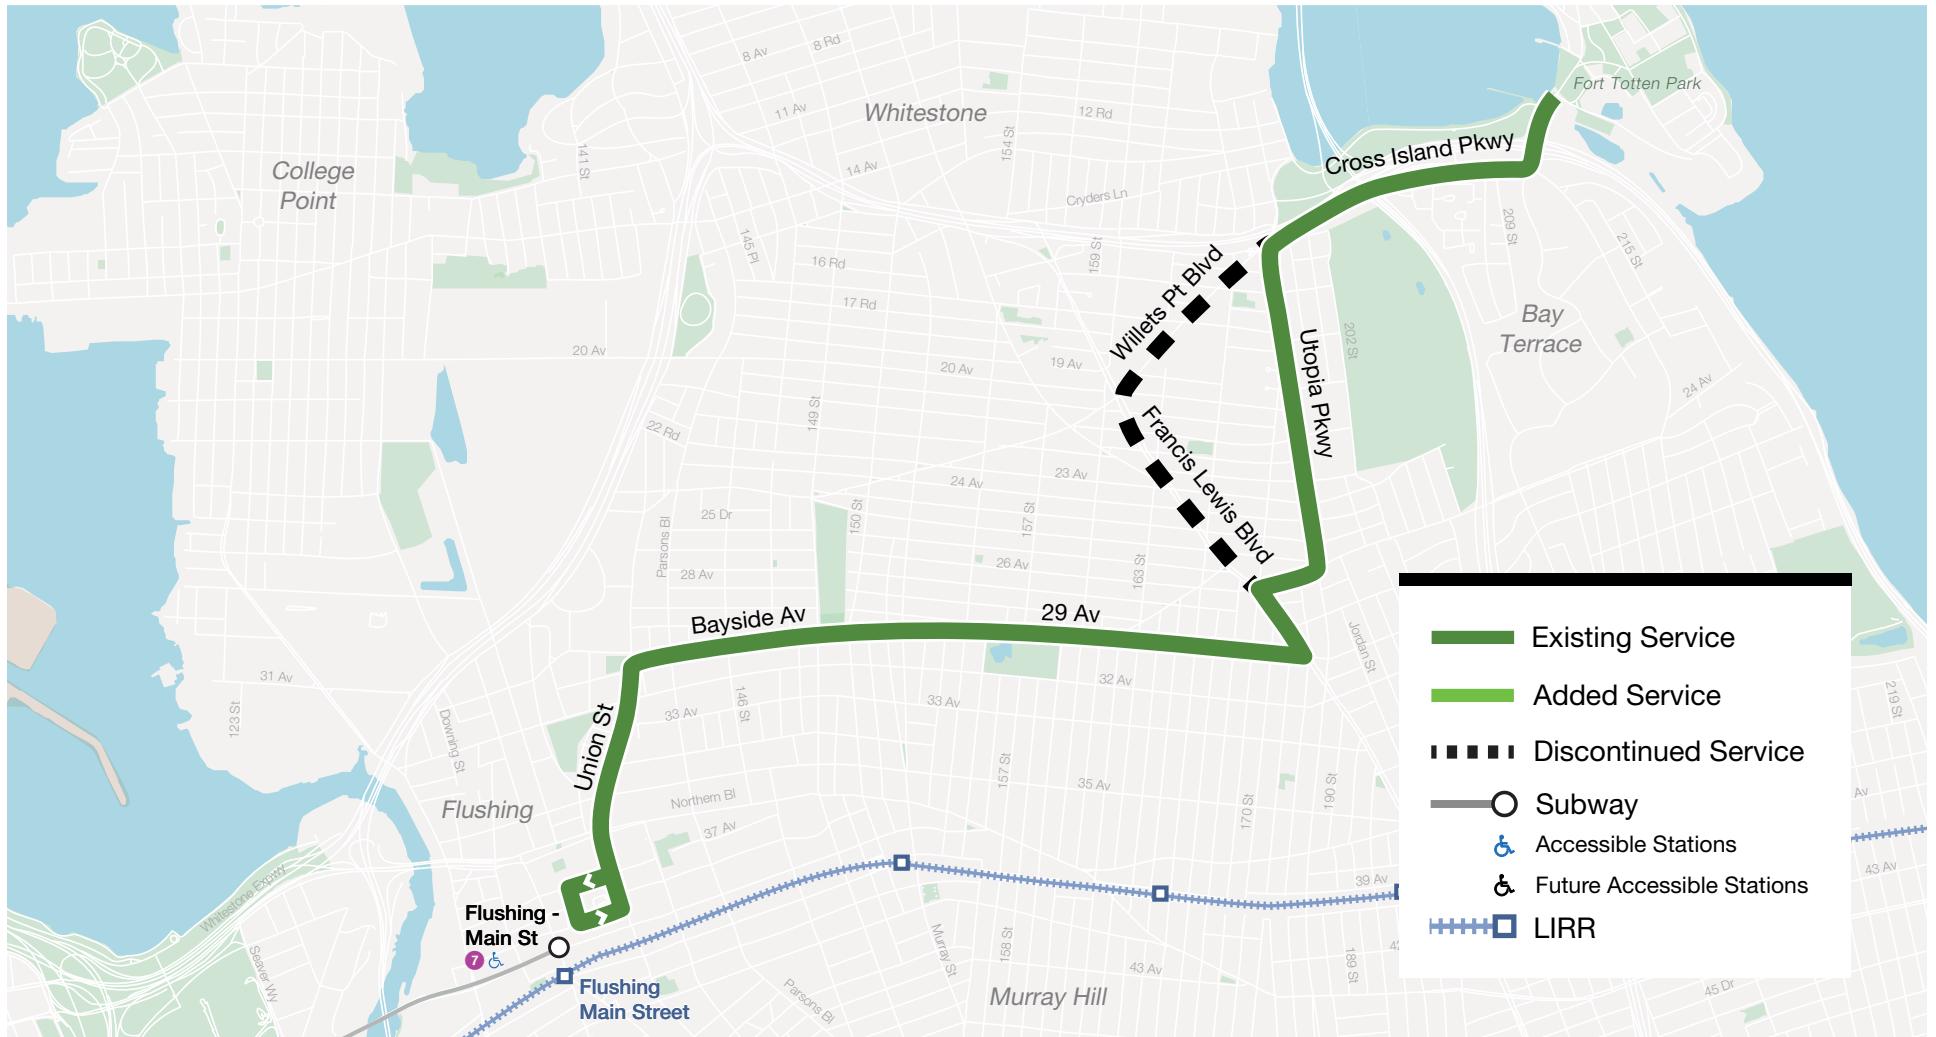 8 Av
8 Rd
Fort Totten Park
Whitestone
11 Av
12 Rd
154 St
141 St
Cross Island Pkwy
College
Point
14 Av
Cryders Ln
209 St
215 St
145 Pl
159 St
16 Rd
Willets Pt Blvd
17 Rd
Bay
Terrace
20 Av
202 St
Utopia Pkwy
20 Av
19 Av
24 Av
149 St
22 Rd
Francis Lewis Blvd
23 Av
24 Av
25 Dr
150 St
157 St
Parsons Bl
26 Av
163 St
28 Av
Bayside Av
29 Av
Jordan St
Existing Service
31 Av
32 Av
123 St
146 St
33 Av
33 Av
219 St
Added Service
Downing St
Union St
Discontinued Service
157 St
35 Av
190 St
170 St
Northern Bl
Av
Subway
Flushing
37 Av
Accessible Stations
43 Av
39 Av
Future Accessible Stations
Whitestone Expwy
Flushing -
Main St
7
LIRR
Seaver Wy
Murray St
158 St
42
189 St
43 Av
Flushing
Main Street
Parsons Bl
Murray Hill
45 Dr